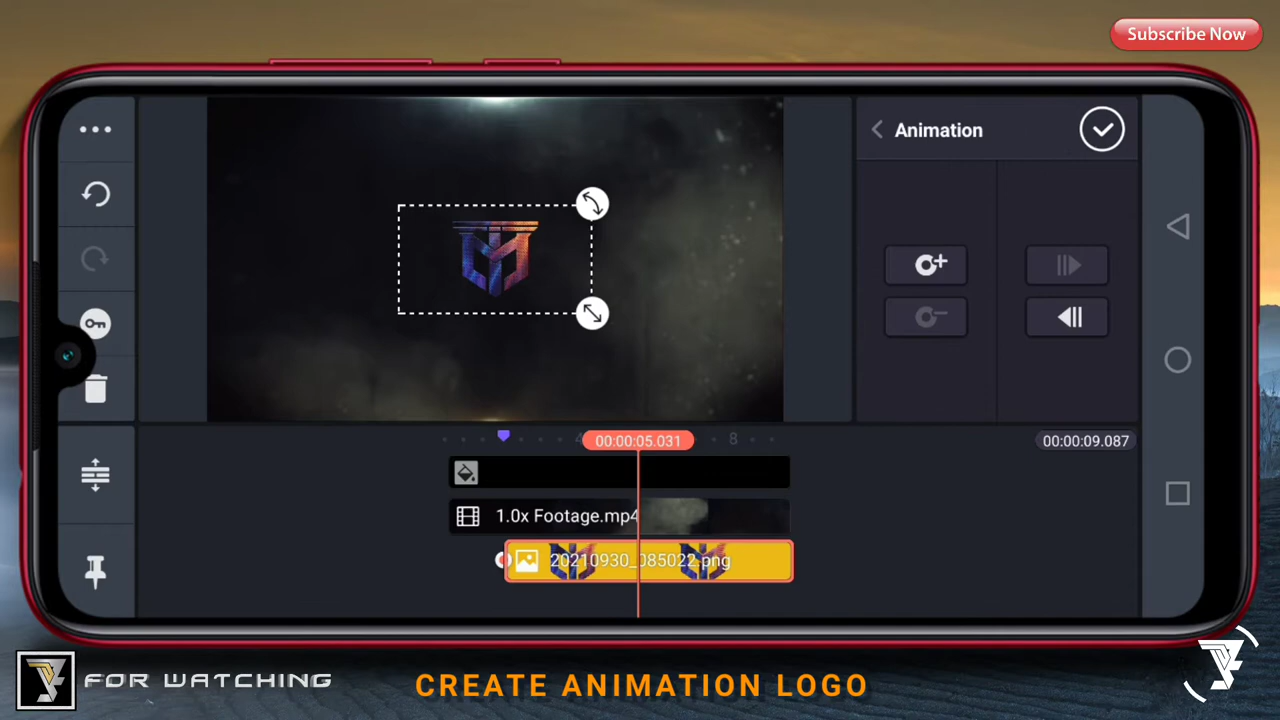 Subscribe Now
Animation
00:00:05.031
8
00:00:09.087
1.0x Footage.mp4
20210930_085022.png
FOR WATCHING
CREATE ANIMATION LOGO